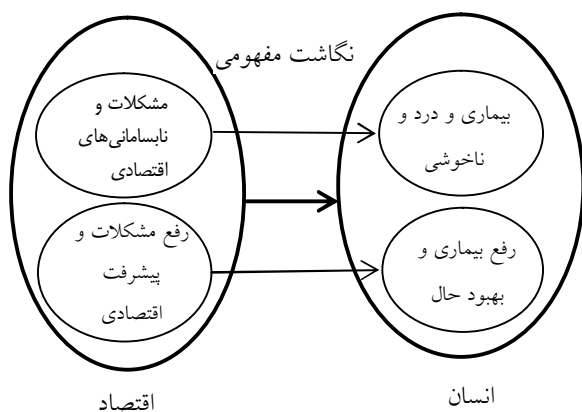 نگاشت مفهومی
بیماری و درد و
ناخوشی
رفع بیماری و
بهبود حال
انسان
مشکلات و
نابسامانی‌های
اقتصادی
رفع مشکلات و
پیشرفت
اقتصادی
اقتصاد